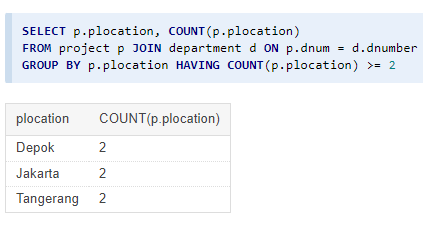 SELECT p.plocation, COUNT(p.plocation)
FROM project p JOIN department d ON p.dnum = d.dnumber
GROUP BY p.plocation HAVING COUNT(p.plocation) >= 2
plocation COUNT(p.plocation)
Depok 2
Jakarta 2
Tangerang 2